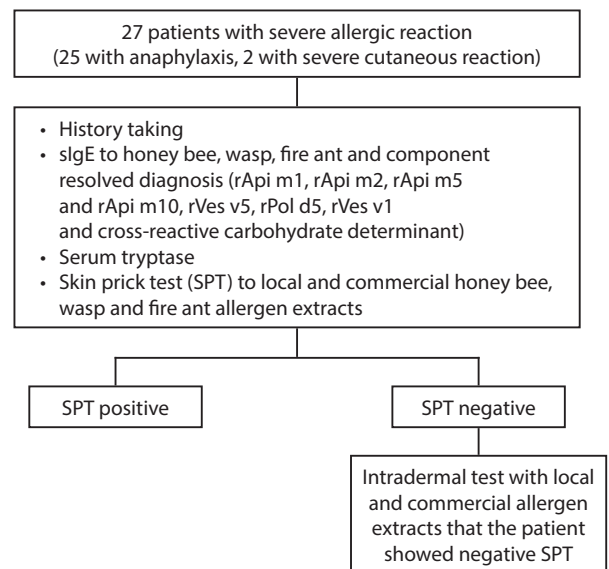 27 patients with severe allergic reaction
(25 with anaphylaxis, 2 with severe cutaneous reaction)
• History taking
• sIgE to honey bee, wasp, fire ant and component
resolved diagnosis (rApi m1, rApi m2, rApi m5
and rApi m10, rVes v5, rPol d5, rVes v1
and cross-reactive carbohydrate determinant)
• Serum tryptase
• Skin prick test (SPT) to local and commercial honey bee,
wasp and fire ant allergen extracts
SPT positive
SPT negative
Intradermal test with local
and commercial allergen
extracts that the patient
showed negative SPT